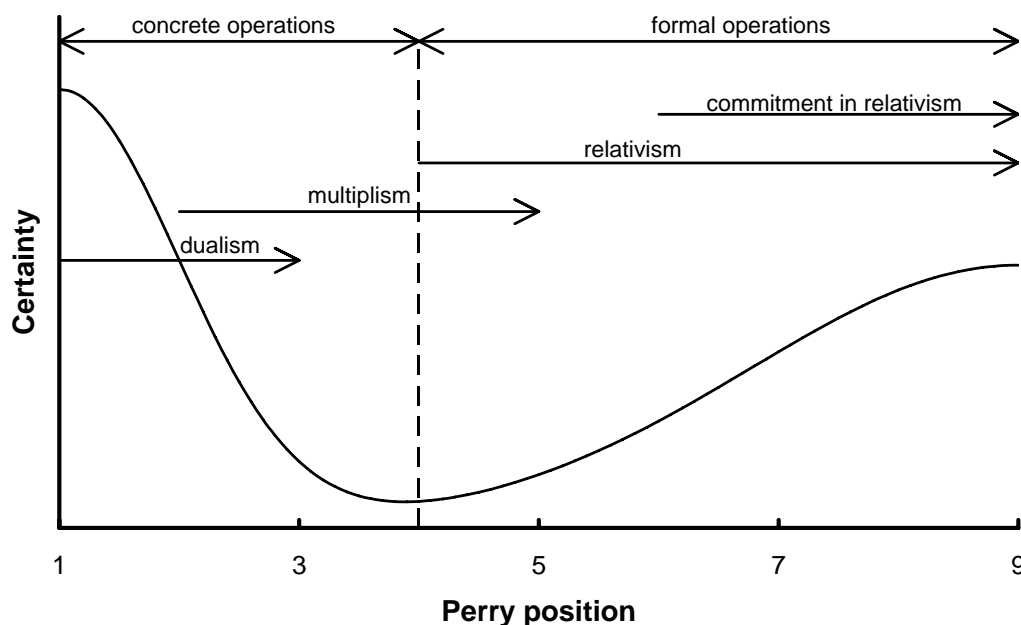 concrete operations
formal operations
commitment in relativism
relativism
multiplism
dualism
Certainty
1
3
5
7
9
Perry position